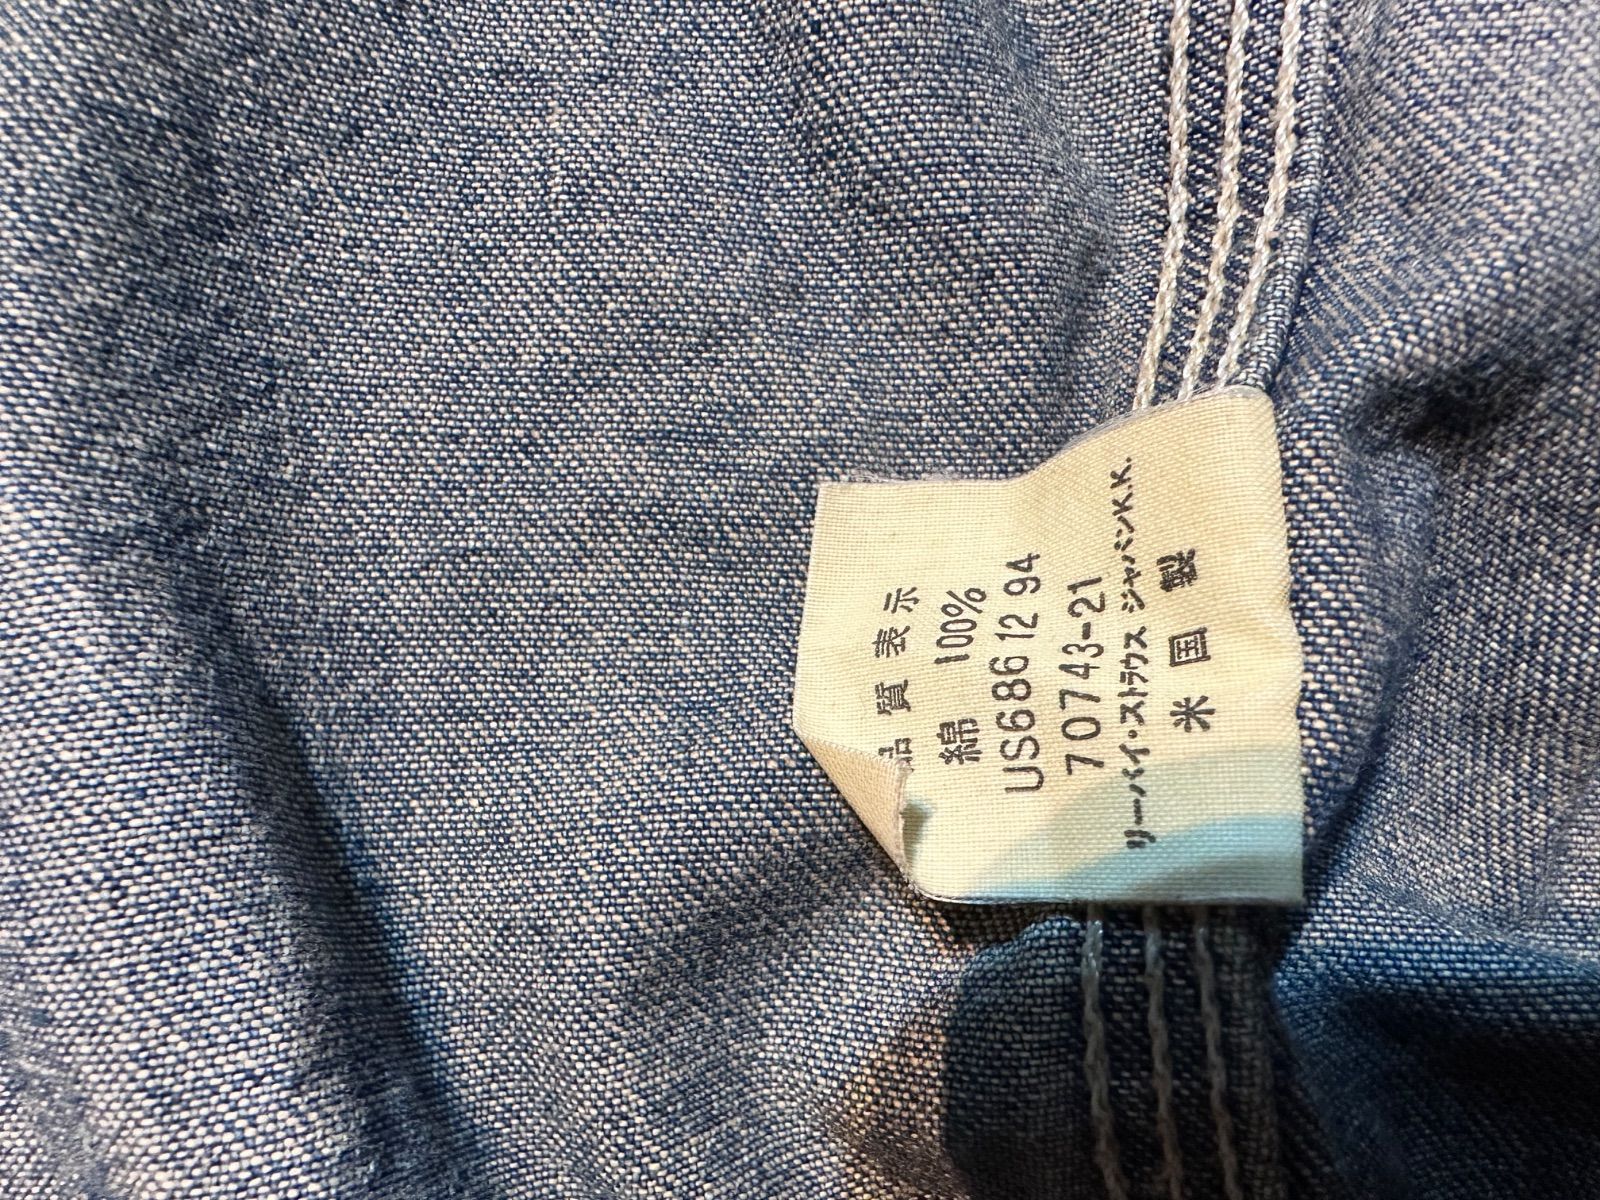 品質表示
綿 100%
US686 12 94
70743-21
リーバイ・ストラウス ジャパンK.K.
米国製